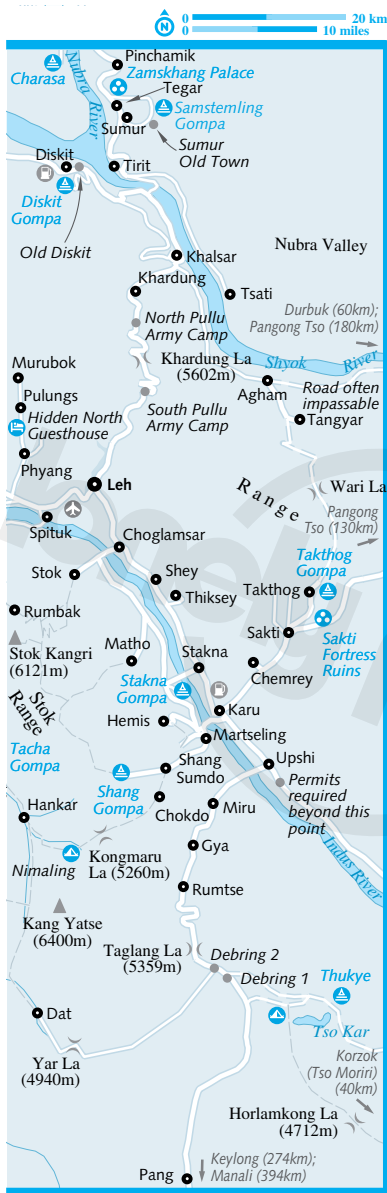 N
0 20 km
0 10 miles
Pinchamik
Charasa
Zamskhang Palace
Nubra
River
Tegar
Samstemling
Gompa
Sumur
Sumur
Old Town
Diskit
Tirit
Diskit
Gompa
Old Diskit
Nubra Valley
Khalsar
Khardung
Tsati
Durbuk (60km);
Pangong Tso (180km)
North Pullu
Army Camp
Khardung La
(5602m)
Shyok
River
Murubok
Agham
Road often
impassable
Pulungs
South Pullu
Army Camp
Hidden North
Guesthouse
Tangyar
Phyang
Leh
Range
Wari La
Pangong
Tso (130km)
Spituk
Choglamsar
Takthog
Gompa
Stok
Shey
Thiksey
Takthog
Rumbak
Sakti
Sakti
Fortress
Ruins
Stok Kangri
(6121m)
Matho
Stakna
Chemrey
Stok
Range
Stakna
Gompa
Karu
Hemis
Martseling
Tacha
Gompa
Upshi
Shang
Sumdo
Shang
Gompa
Permits
required
beyond this
point
Hankar
Chokdo
Miru
Indus River
Gya
Nimaling
Kongmaru
La (5260m)
Rumtse
Kang Yatse
(6400m)
Taglang La
(5359m)
Debring 2
Debring 1
Thukye
Dat
Tso Kar
Yar La
(4940m)
Korzok
(Tso Moriri)
(40km)
Horlamkong La
(4712m)
Keylong (274km);
Manali (394km)
Pang